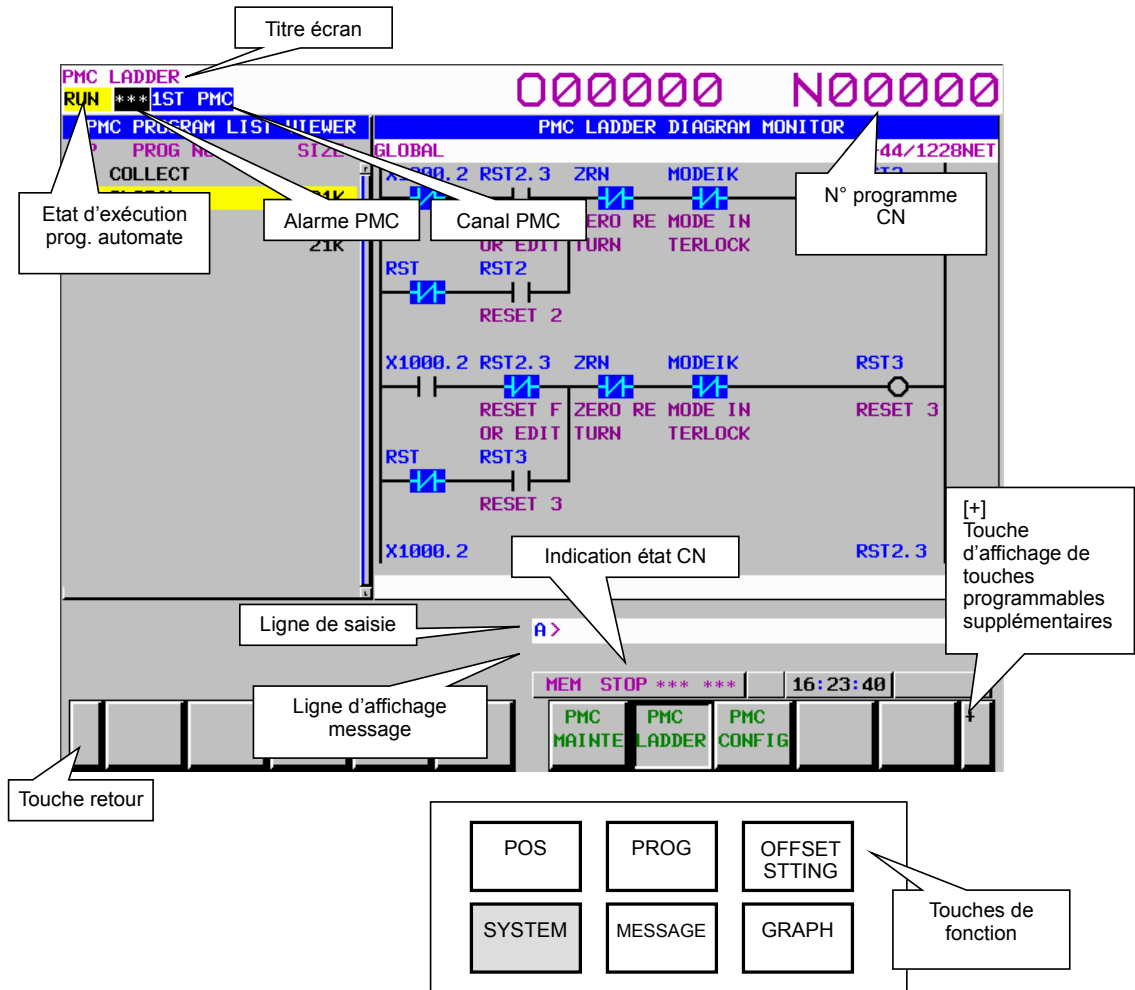 Titre écran
PMC LADDER
O00000 N00000
RUN *** 1ST PMC
PMC PROGRAM LIST VIEWER
PMC LADDER DIAGRAM MONITOR
PROG SIZE
GLOBAL
44/1228NET
COLLECT
X1000.2 RST2.3 ZRN MODEIK
Etat d'exécution
prog. automate
Alarme PMC
Canal PMC
N° programme
CN
ZERO RE MODE IN
21K
OR EDIT TURN TERLOCK
RST RST2
RESET 2
X1000.2 RST2.3 ZRN MODEIK RST3
RESET F ZERO RE MODE IN RESET 3
OR EDIT TURN TERLOCK
RST RST3
RESET 3
X1000.2 RST2.3
Indication état CN
[+]
Touche
d'affichage de
touches
programmables
supplémentaires
Ligne de saisie
A>
MEM STOP *** *** 16:23:40
Ligne d'affichage
message
PMC
MAINTE
PMC
LADDER
PMC
CONFIG
+
Touche retour
POS
PROG
OFFSET
STTING
SYSTEM
MESSAGE
GRAPH
Touches de
fonction